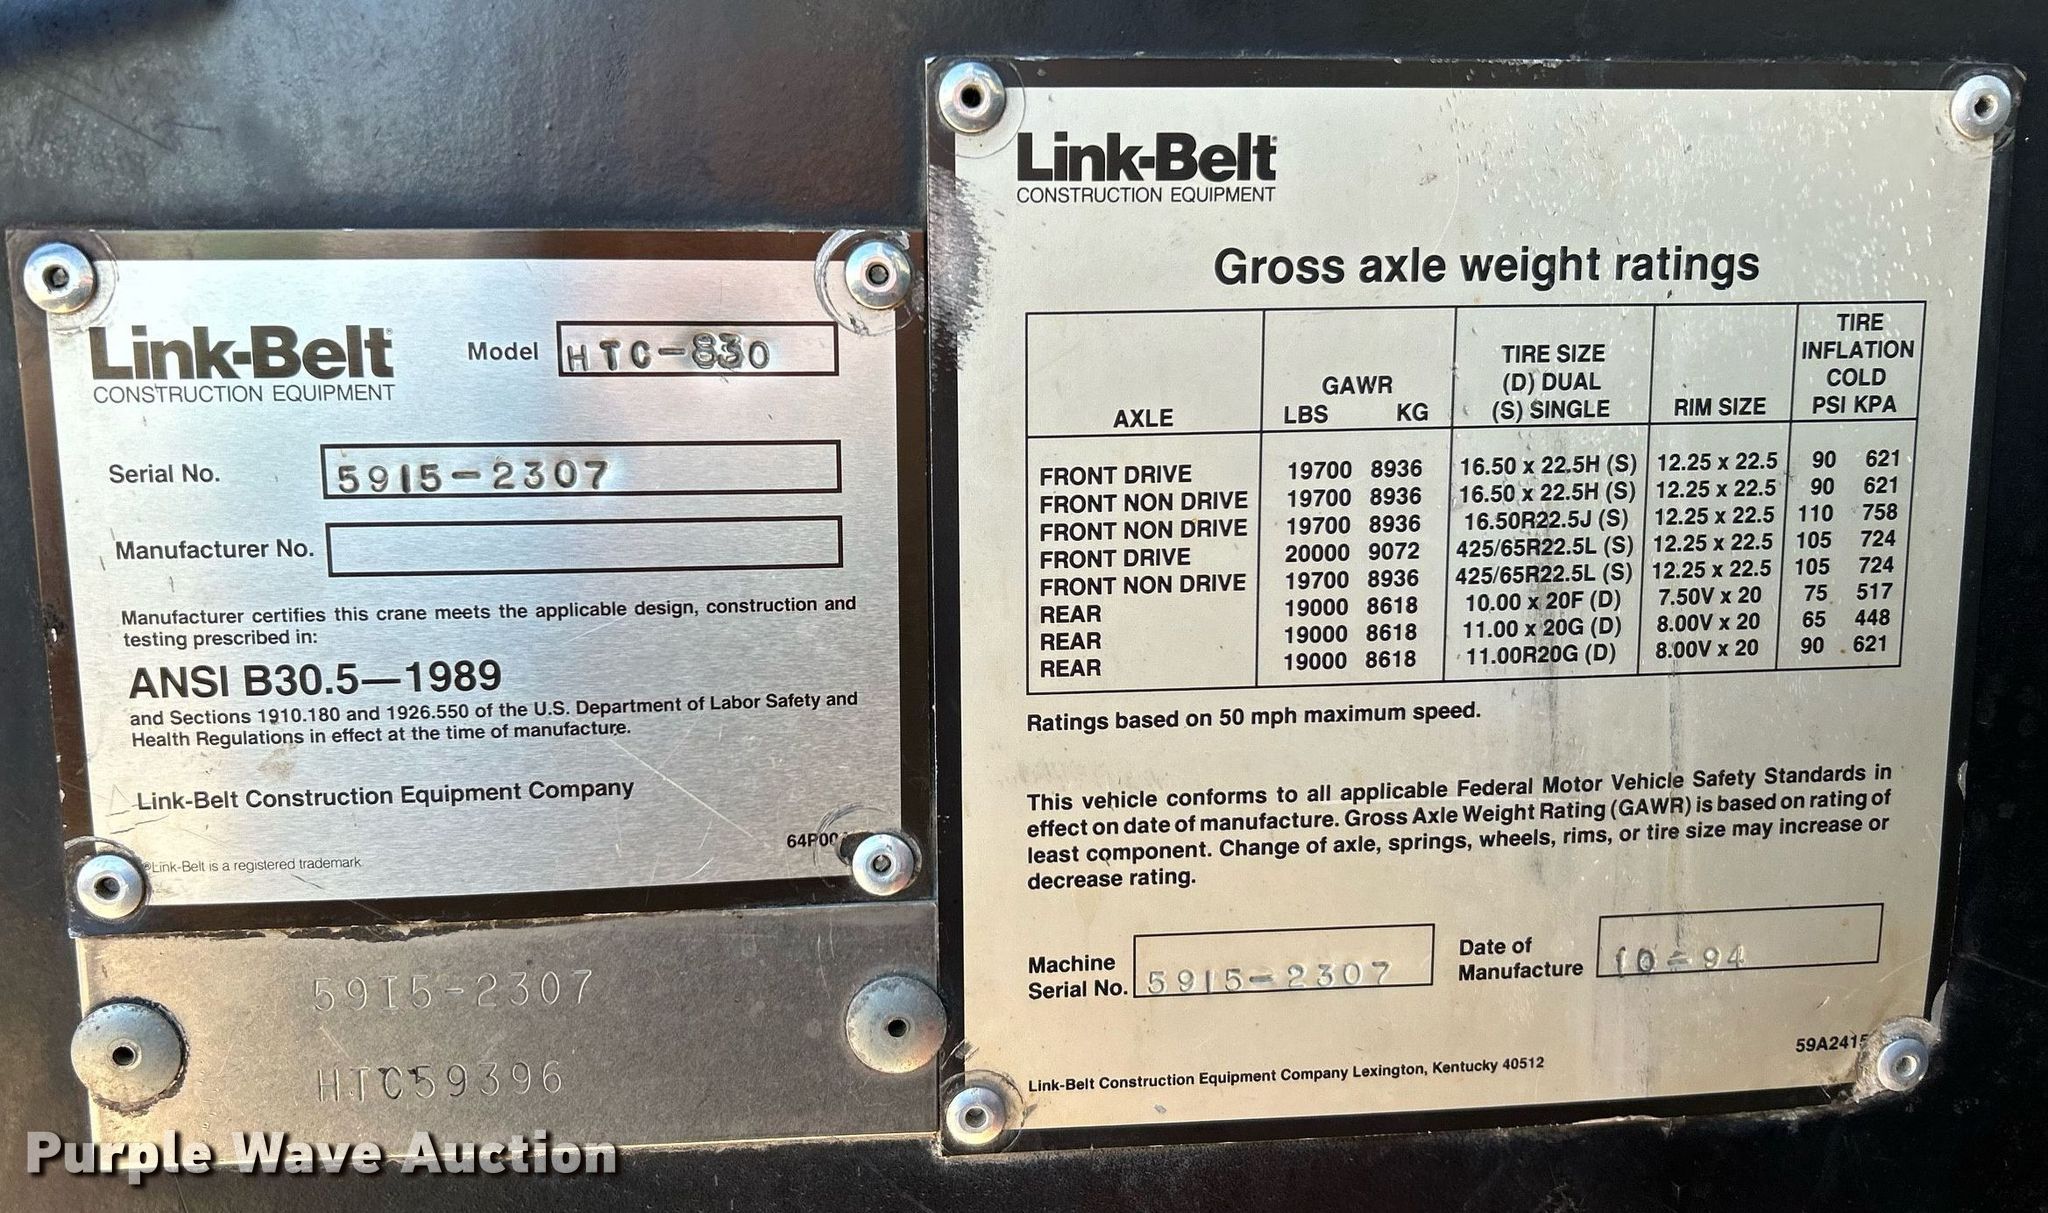 Link-Belt
CONSTRUCTION EQUIPMENT
Model HTC-830
Serial No. 59I5-2307
Manufacturer No.
Manufacturer certifies this crane meets the applicable design, construction and
testing prescribed in:
ANSI B30.5—1989
and Sections 1910.180 and 1926.550 of the U.S. Department of Labor Safety and
Health Regulations in effect at the time of manufacture.
Link-Belt Construction Equipment Company
®Link-Belt is a registered trademark
59I5-2307
HTC59396
Link-Belt®
CONSTRUCTION EQUIPMENT
Gross axle weight ratings
AXLE GAWR LBS KG TIRE SIZE (D) DUAL (S) SINGLE RIM SIZE TIRE INFLATION COLD PSI KPA
FRONT DRIVE 19700 8936 16.50 x 22.5H (S) 12.25 x 22.5 90 621
FRONT NON DRIVE 19700 8936 16.50 x 22.5H (S) 12.25 x 22.5 90 621
FRONT NON DRIVE 19700 8936 16.50R22.5J (S) 12.25 x 22.5 110 758
FRONT DRIVE 20000 9072 425/65R22.5L (S) 12.25 x 22.5 105 724
FRONT NON DRIVE 19700 8936 425/65R22.5L (S) 12.25 x 22.5 105 724
REAR 19000 8618 10.00 x 20F (D) 7.50V x 20 75 517
REAR 19000 8618 11.00 x 20G (D) 8.00V x 20 65 448
REAR 19000 8618 11.00R20G (D) 8.00V x 20 90 621
Ratings based on 50 mph maximum speed.
This vehicle conforms to all applicable Federal Motor Vehicle Safety Standards in
effect on date of manufacture. Gross Axle Weight Rating (GAWR) is based on rating of
least component. Change of axle, springs, wheels, rims, or tire size may increase or
decrease rating.
Machine Serial No. 59I5-2307
Date of Manufacture 10-94
Link-Belt Construction Equipment Company Lexington, Kentucky 40512
Purple Wave Auction